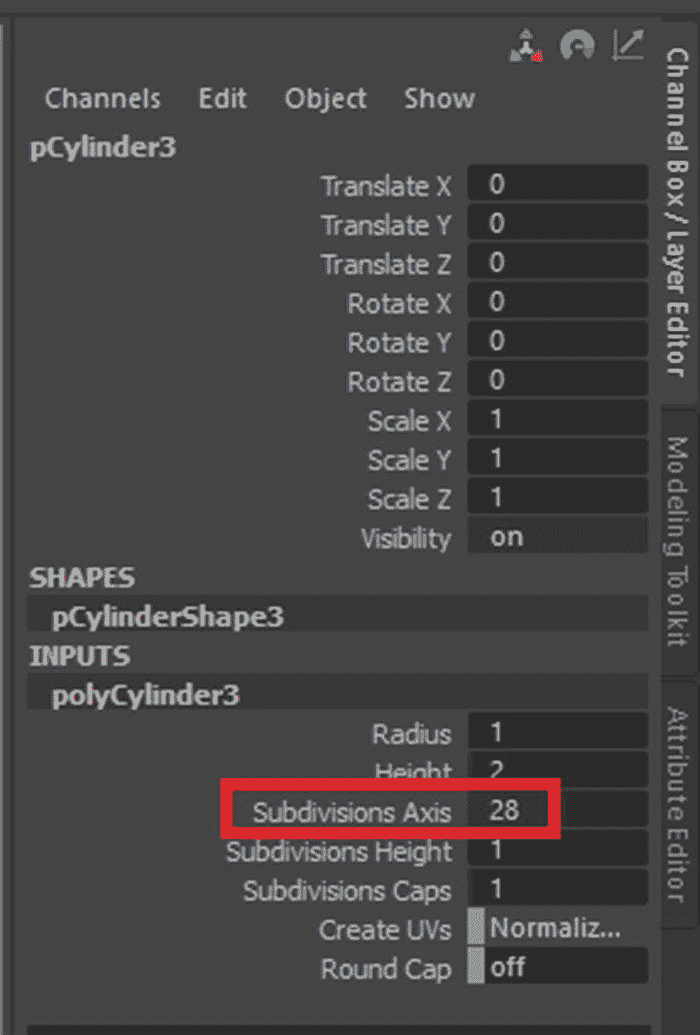 Channels Edit Object Show
pCylinder3
Translate X 0
Translate Y 0
Translate Z 0
Rotate X 0
Rotate Y 0
Rotate Z 0
Scale X 1
Scale Y 1
Scale Z 1
Visibility on
SHAPES
pCylinderShape3
INPUTS
polyCylinder3
Radius 1
Height 2
Subdivisions Axis 28
Subdivisions Height 1
Subdivisions Caps 1
Create UVs Normaliz...
Round Cap off
Channel Box / Layer Editor
Modeling Toolkit
Attribute Editor